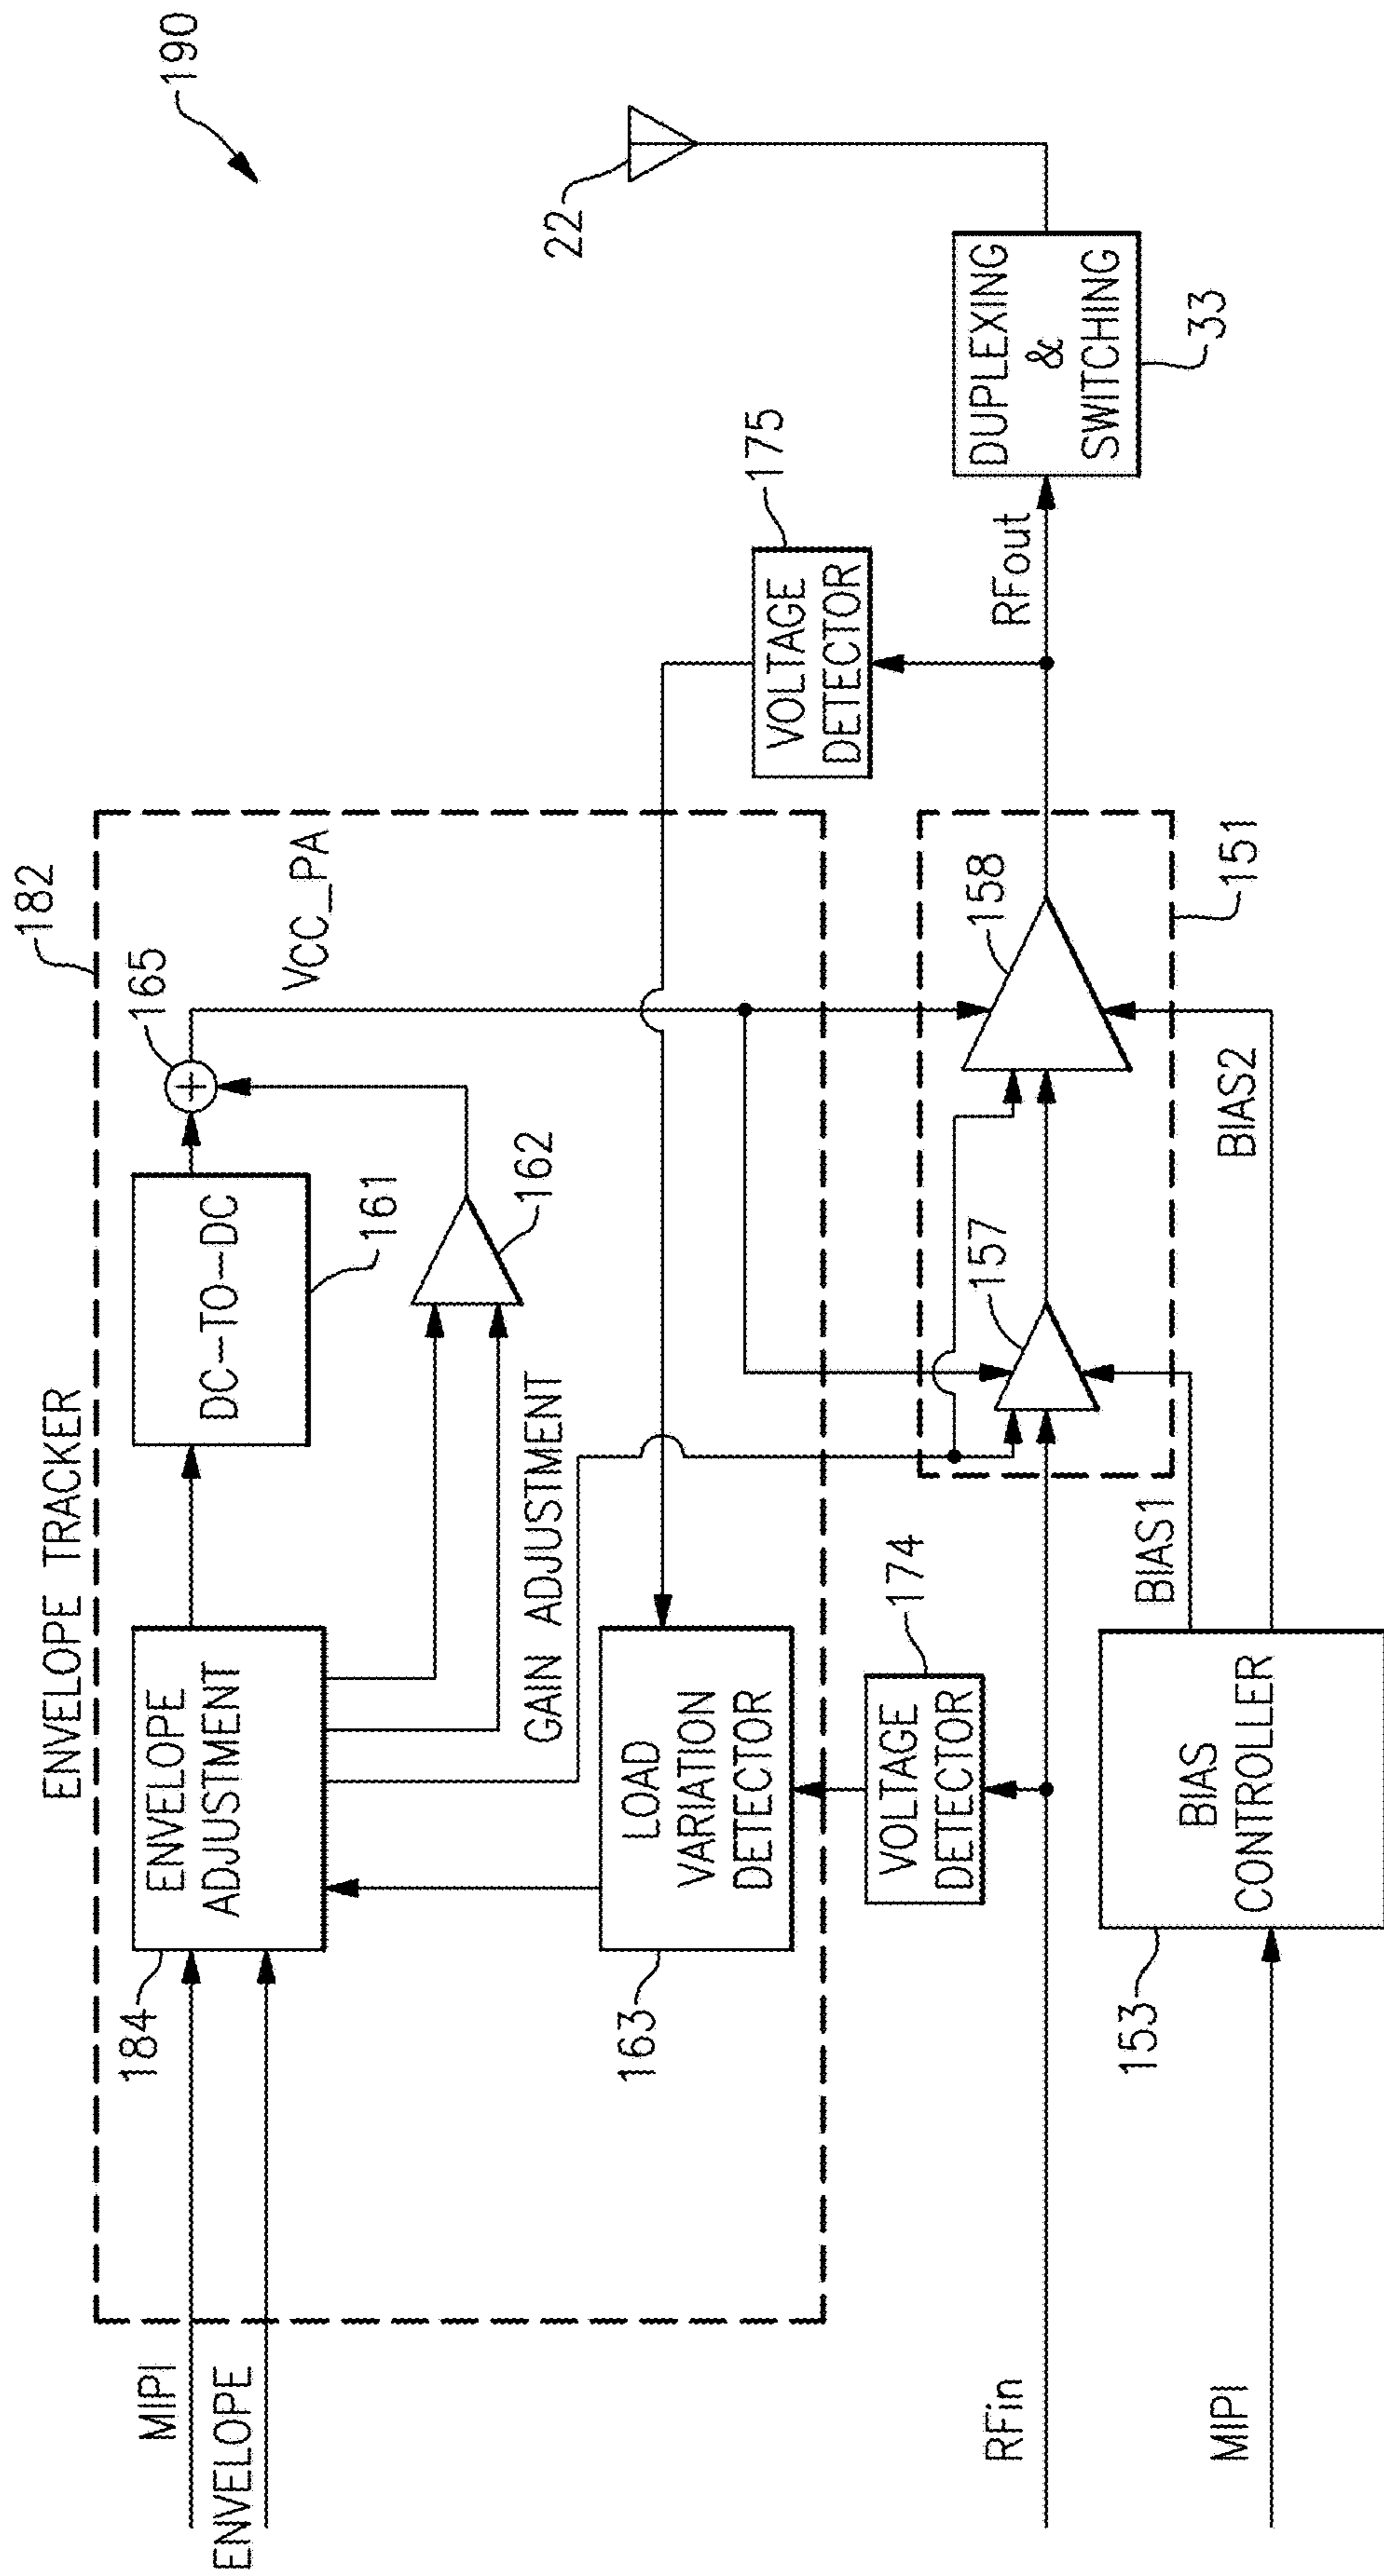 190
ENVELOPE TRACKER
182
MIPI
ENVELOPE
184
ENVELOPE
ADJUSTMENT
DC-TO-DC
161
165
VCC_PA
162
GAIN ADJUSTMENT
163
LOAD
VARIATION
DETECTOR
VOLTAGE
DETECTOR
174
VOLTAGE
DETECTOR
175
22
RFin
157
158
151
RFout
DUPLEXING
&
SWITCHING
33
MIPI
153
BIAS
CONTROLLER
BIAS1
BIAS2